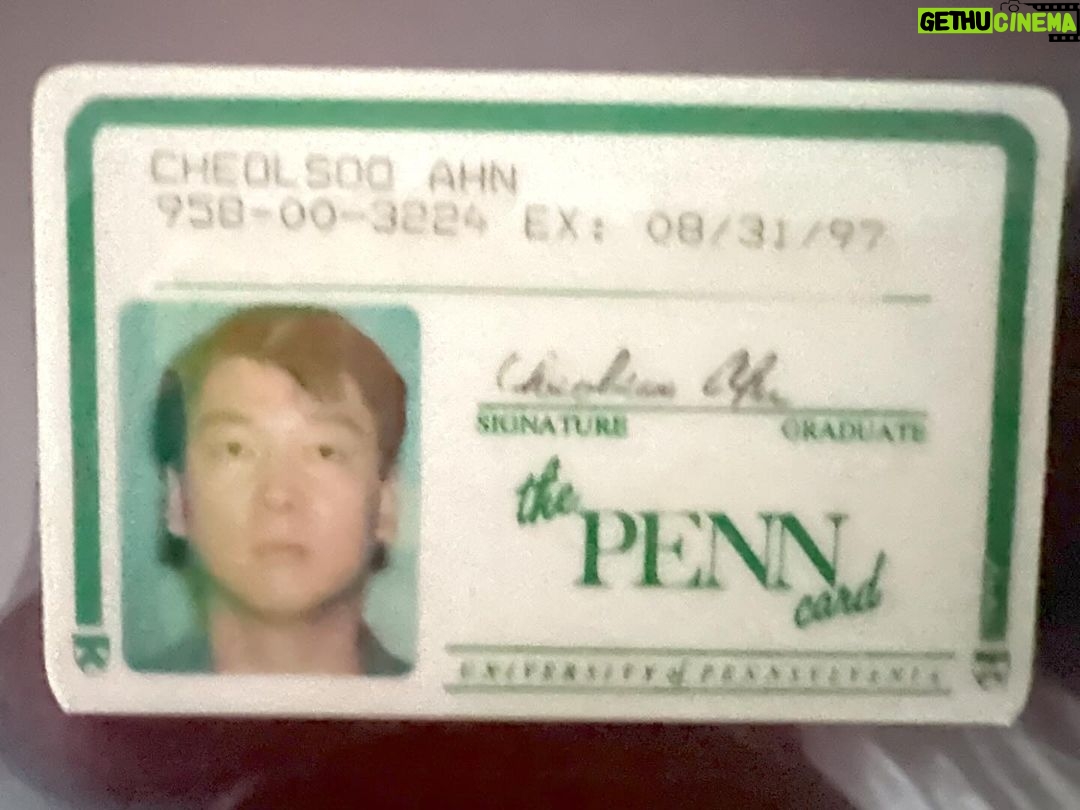 GETHUCINEMA
CHEOLSOO AHN
958-00-3224 EX: 08/31/97
SIGNATURE GRADUATE
the
PENN
card
UNIVERSITY of PENNSYLVANIA